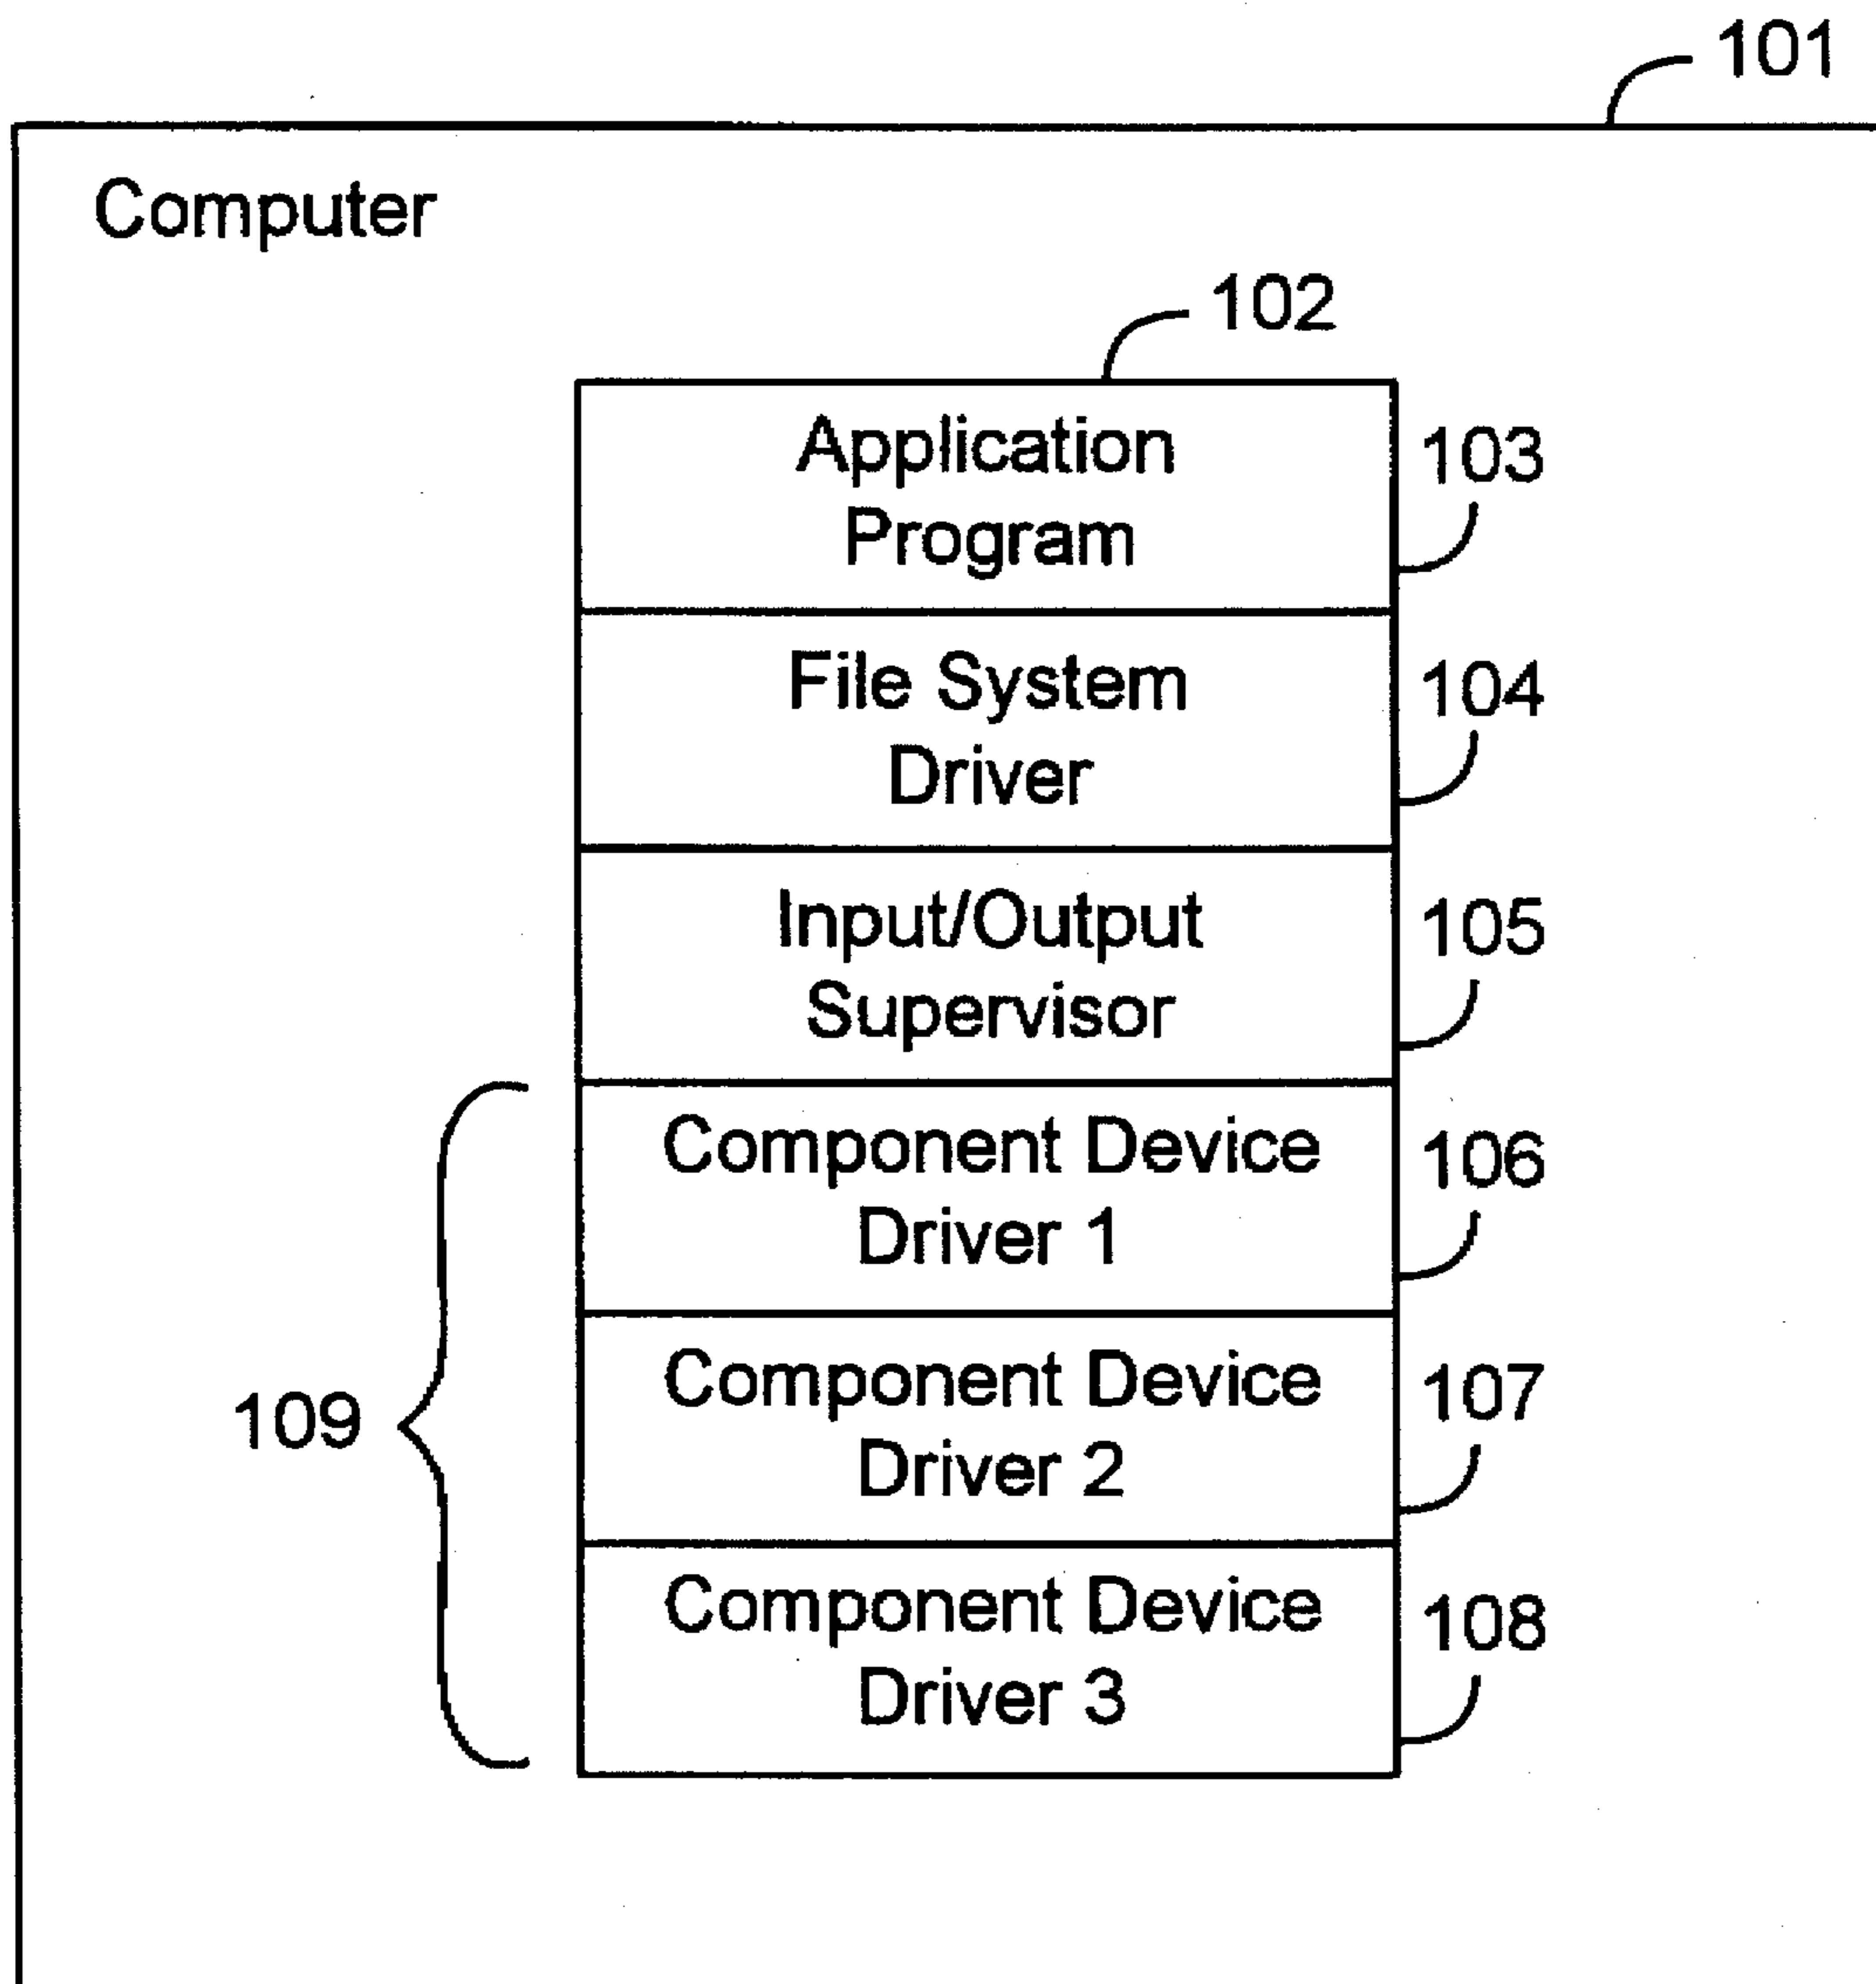 101
Computer
102
Application
Program
103
File System
Driver
104
Input/Output
Supervisor
105
Component Device
Driver 1
106
109
Component Device
Driver 2
107
Component Device
Driver 3
108